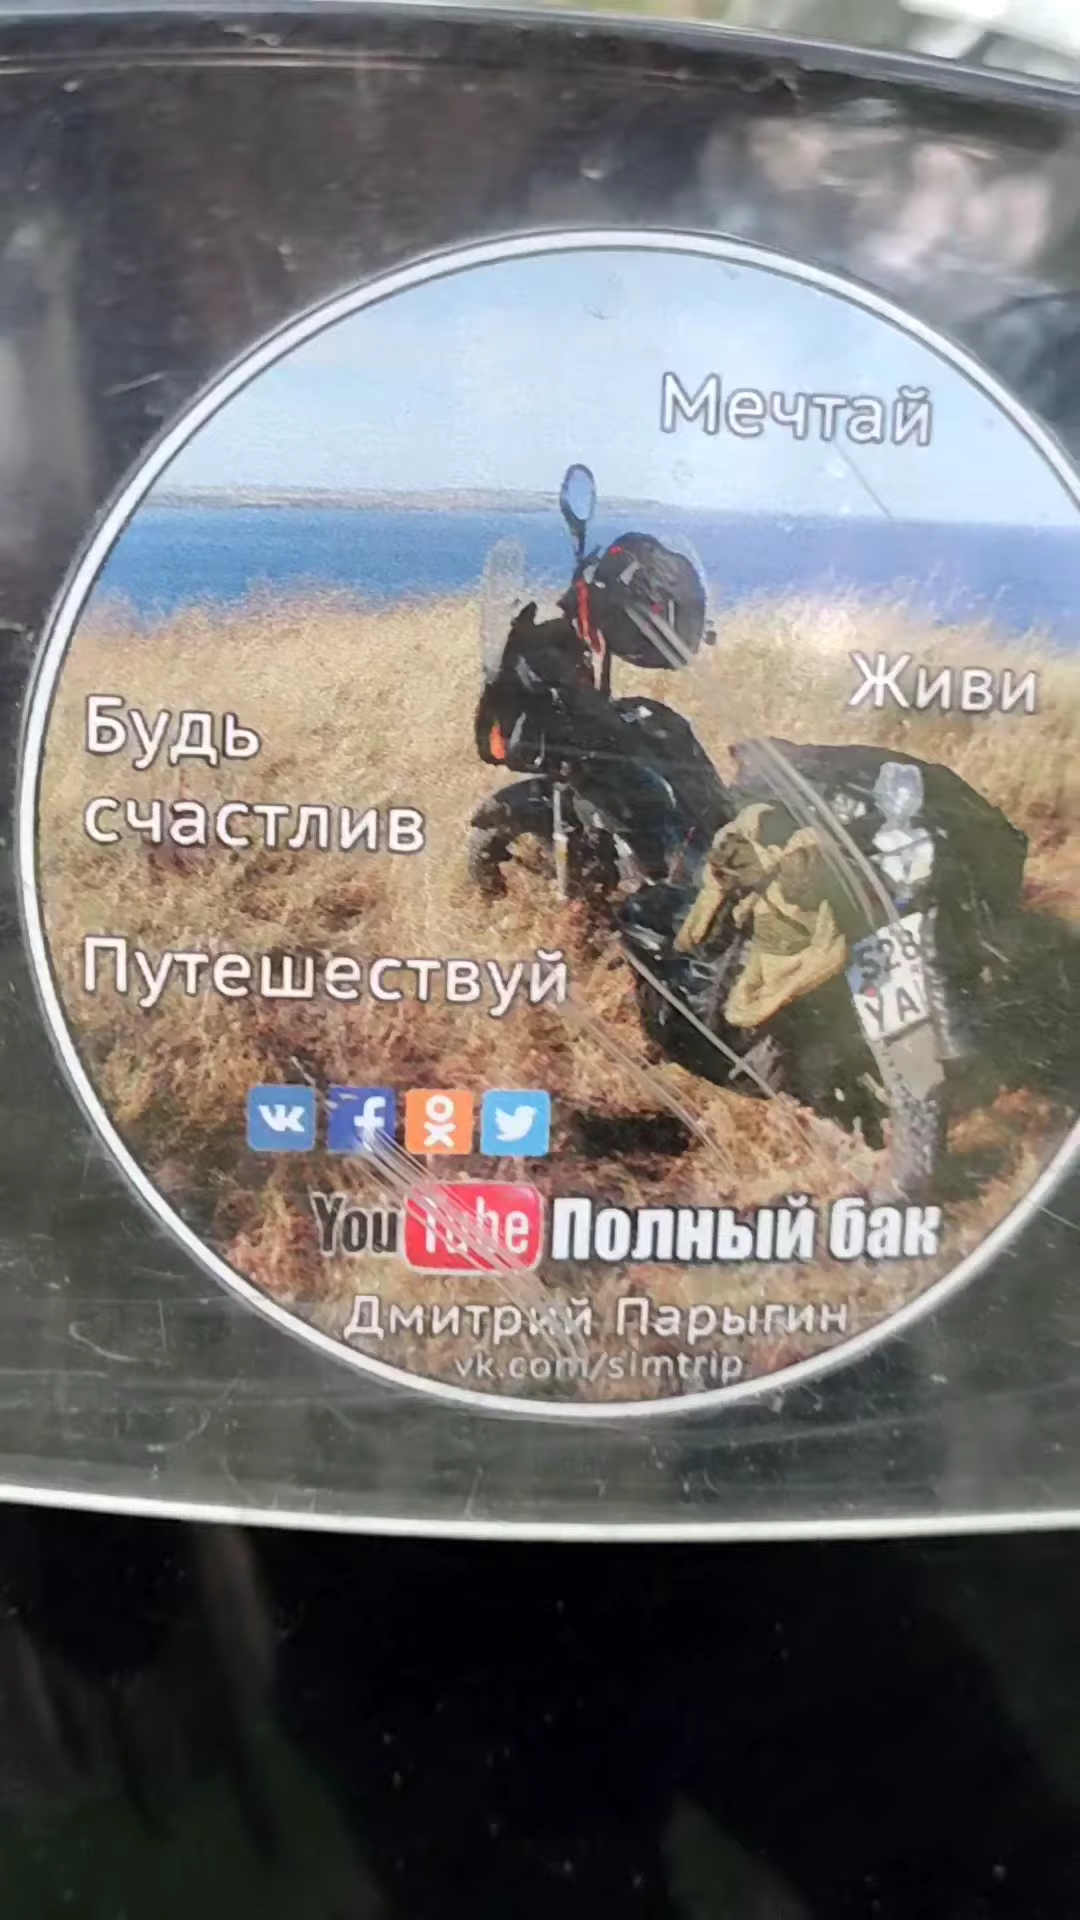 Мечтай
Живи
Будь
счастлив
Путешествуй
YouTube Полный бак
Дмитрий Парыгин
vk.com/simtrip